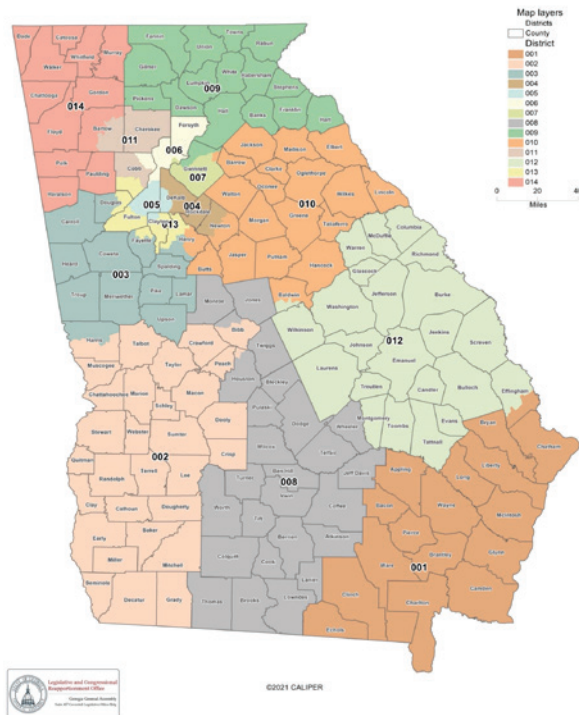 Map layers
Districts
County
District
001
002
003
004
005
006
007
008
009
010
011
012
013
014
0 20 40
Miles
Dade Catoosa Murray
Whitfield
Walker
Chattooga Gordon
Floyd
Bartow
Polk
Paulding
Haralson
014
Fannin Towns Rabun
Union
Gilmer White Habersham
Lumpkin Stephens
Pickens Dawson
Hall Banks Franklin Hart
009
Cherokee
Cobb
011
Forsyth
006
Gwinnett
007
Jackson Madison Elbert
Barrow Clarke Oglethorpe
Walton Oconee Wilkes Lincoln
Morgan Greene Taliaferro
Jasper Putnam Hancock
Butts Baldwin
010
Douglas
Fulton
005
DeKalb
004
Rockdale
Newton
Clayton
013
Fayette
Henry
Carroll
Heard Coweta
Spalding
Troup Meriwether Pike Lamar
Upson
Harris
003
Warren McDuffie Columbia
Richmond
Glascock
Washington Jefferson Burke
Wilkinson Johnson Jenkins
Emanuel Screven
Laurens Treutlen Candler Bulloch Effingham
Montgomery Toombs Evans
Tattnall
012
Talbot Crawford Bibb
Taylor Peach
Muscogee
Chattahoochee Marion Macon
Schley Dooly
Stewart Webster Sumter
Crisp
Quitman
Randolph Terrell Lee
Clay Calhoun Dougherty
Early Baker
Miller Mitchell
Seminole Decatur Grady
002
Monroe Jones
Twiggs
Houston Bleckley
Pulaski Dodge
Wilcox Telfair Wheeler
Turner Ben Hill Jeff Davis
Worth Tift Irwin Coffee
Colquitt Berrien Atkinson
Cook Lanier
Thomas Brooks Lowndes
008
Bryan Chatham
Appling Long Liberty
Bacon Wayne McIntosh
Pierce
Ware Brantley Glynn
Clinch Charlton Camden
Echols
001
Legislative and Congressional
Reapportionment Office
Georgia General Assembly
©2021 CALIPER